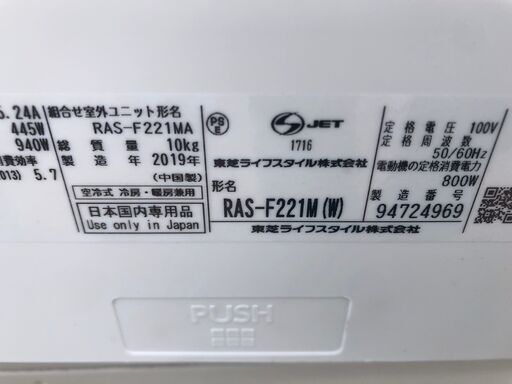 5.24A
445W
940W
消費効率
2013) 5.7
組合せ室外ユニット形名
RAS-F221MA
総質量 10kg
製造年 2019年
(中国製)
空冷式 冷房・暖房兼用
日本国内専用品
Use only in Japan
PS
E
JET
1716
東芝ライフスタイル株式会社
形名
RAS-F221M(W)
定格電圧 100V
定格周波数
50/60Hz
電動機の定格消費電力
800W
製造番号
94724969
東芝ライフスタイル株式会社
PUSH